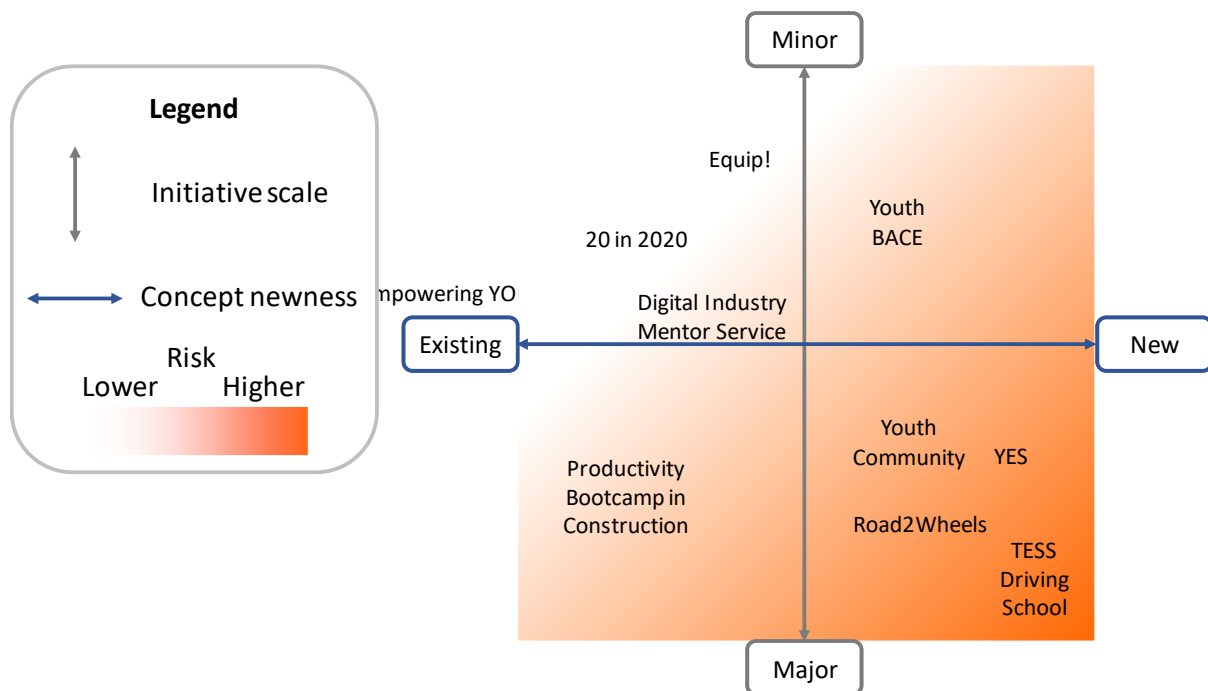 Minor
Legend
Initiative scale
Concept newness
Risk
Lower Higher
Equip!
Youth
BACE
20 in 2020
mpowering YO
Digital Industry
Mentor Service
Existing
New
Youth
Community
YES
Productivity
Bootcamp in
Construction
Road2Wheels
TESS
Driving
School
Major